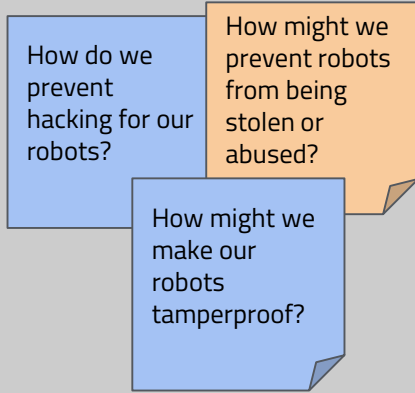 How do we
prevent
hacking for our
robots?
How might we
prevent robots
from being
stolen or
abused?
How might we
make our
robots
tamperproof?